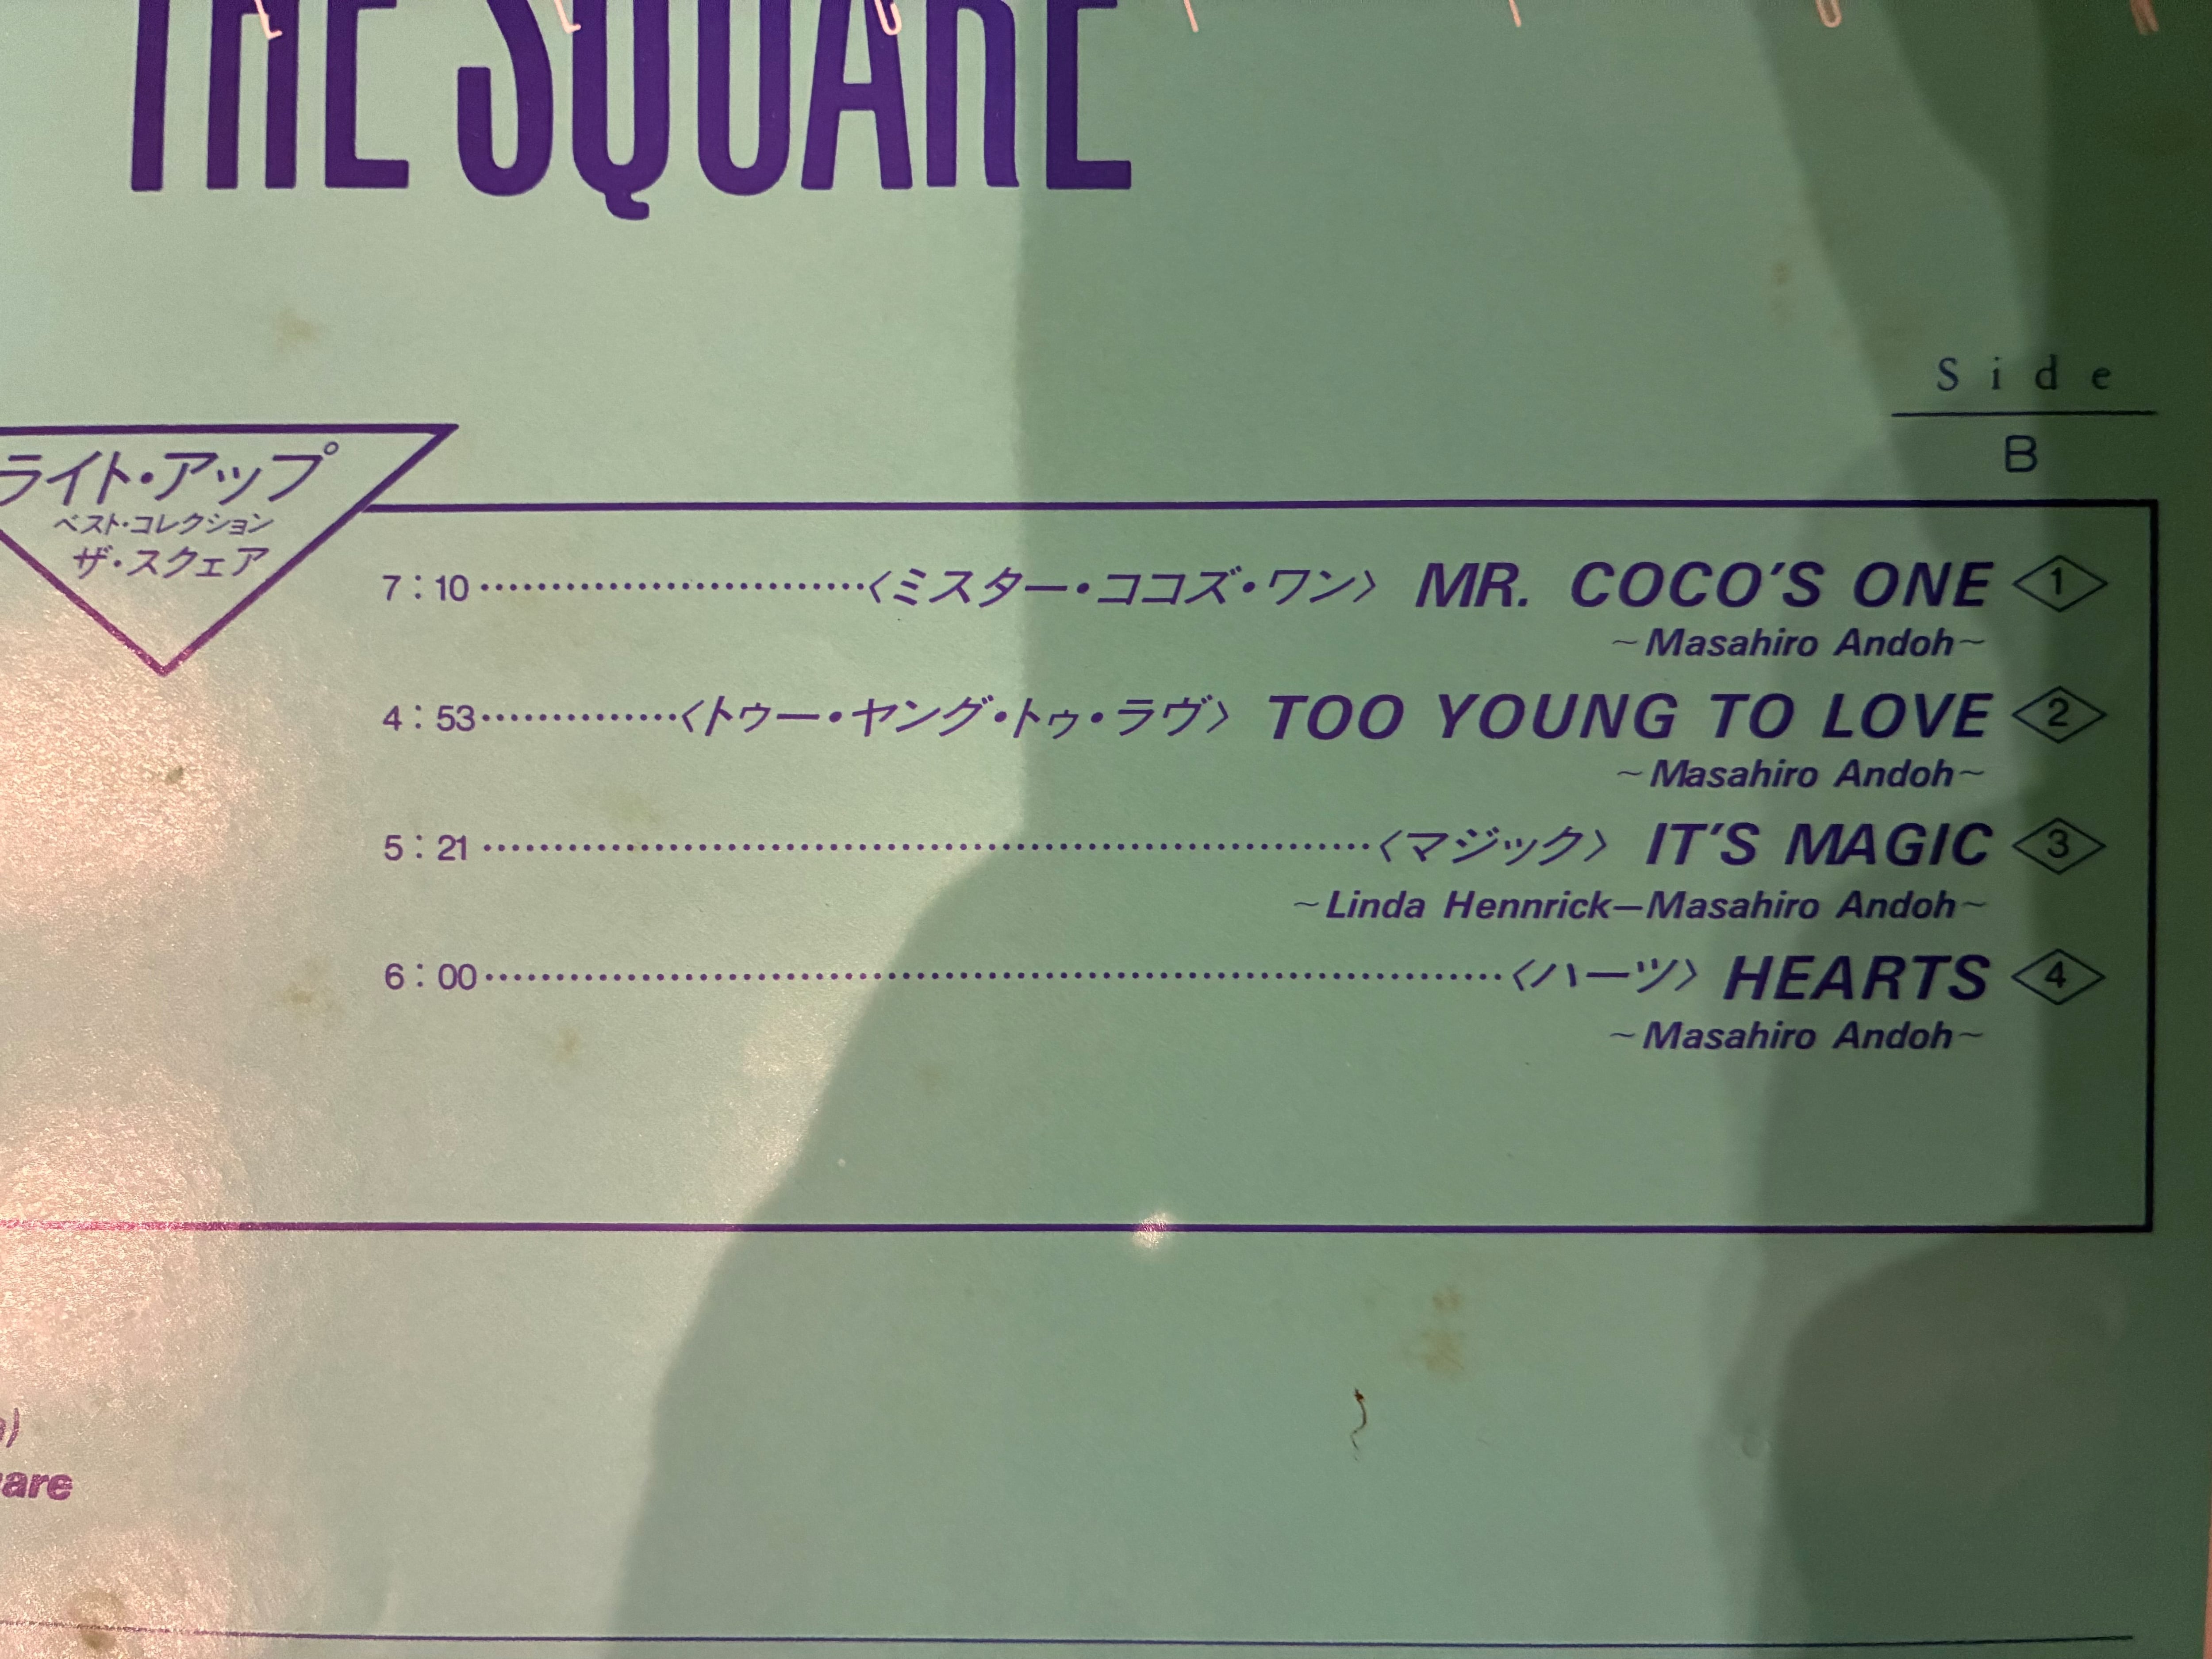 THE SQUARE
Side
B
ライト・アップ
ベスト・コレクション
ザ・スクェア
7:10〈ミスター・ココズ・ワン〉 MR. COCO'S ONE 1
~Masahiro Andoh~
4:53〈トゥー・ヤング・トゥ・ラヴ〉 TOO YOUNG TO LOVE 2
~Masahiro Andoh~
5:21〈マジック〉 IT'S MAGIC 3
~Linda Hennrick—Masahiro Andoh~
6:00〈ハーツ〉 HEARTS 4
~Masahiro Andoh~